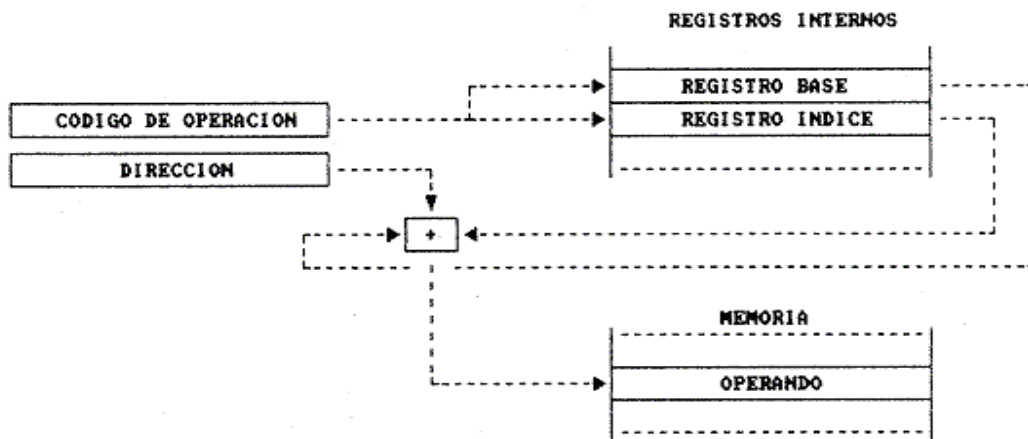 REGISTROS INTERNOS
REGISTRO BASE
CODIGO DE OPERACION
REGISTRO INDICE
DIRECCION
+
MEMORIA
OPERANDO